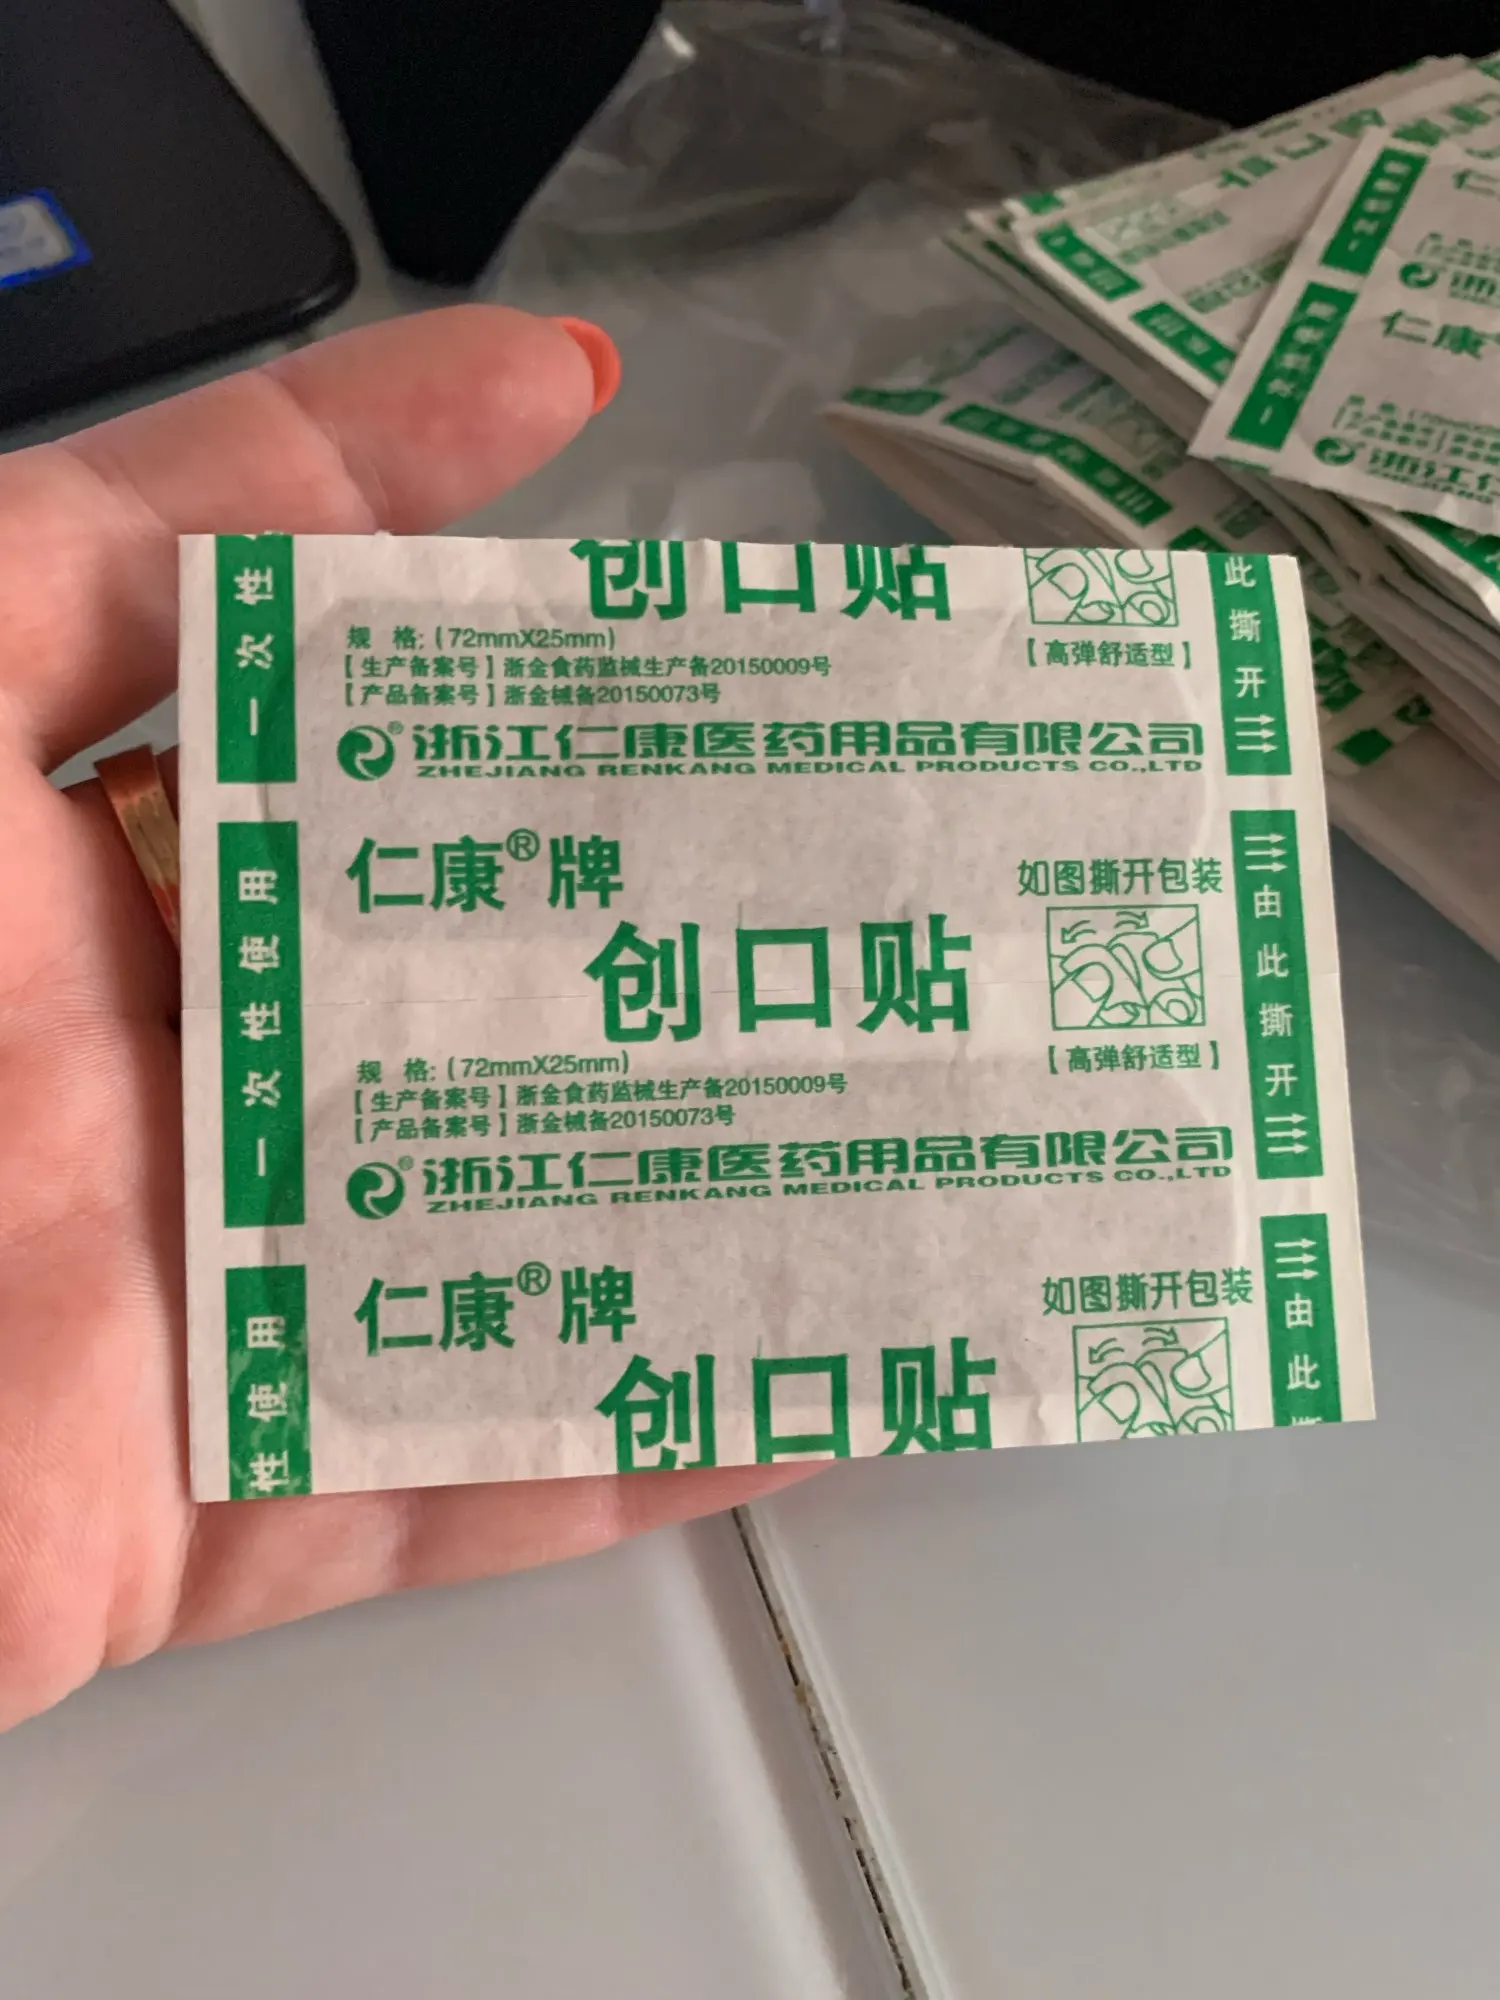 一次性
创口贴
规 格:(72mmX25mm)
【生产备案号】浙金食药监械生产备20150009号
【产品备案号】浙金械备20150073号
【高弹舒适型】
此撕开
® 浙江仁康医药用品有限公司
ZHEJIANG RENKANG MEDICAL PRODUCTS CO.,LTD
一次性使用
仁康®牌
创口贴
如图撕开包装
【高弹舒适型】
由此撕开
规 格:(72mmX25mm)
【生产备案号】浙金食药监械生产备20150009号
【产品备案号】浙金械备20150073号
® 浙江仁康医药用品有限公司
ZHEJIANG RENKANG MEDICAL PRODUCTS CO.,LTD
性使用
仁康®牌
创口贴
如图撕开包装
由此
仁康
浙江仁
ZHEJIANG